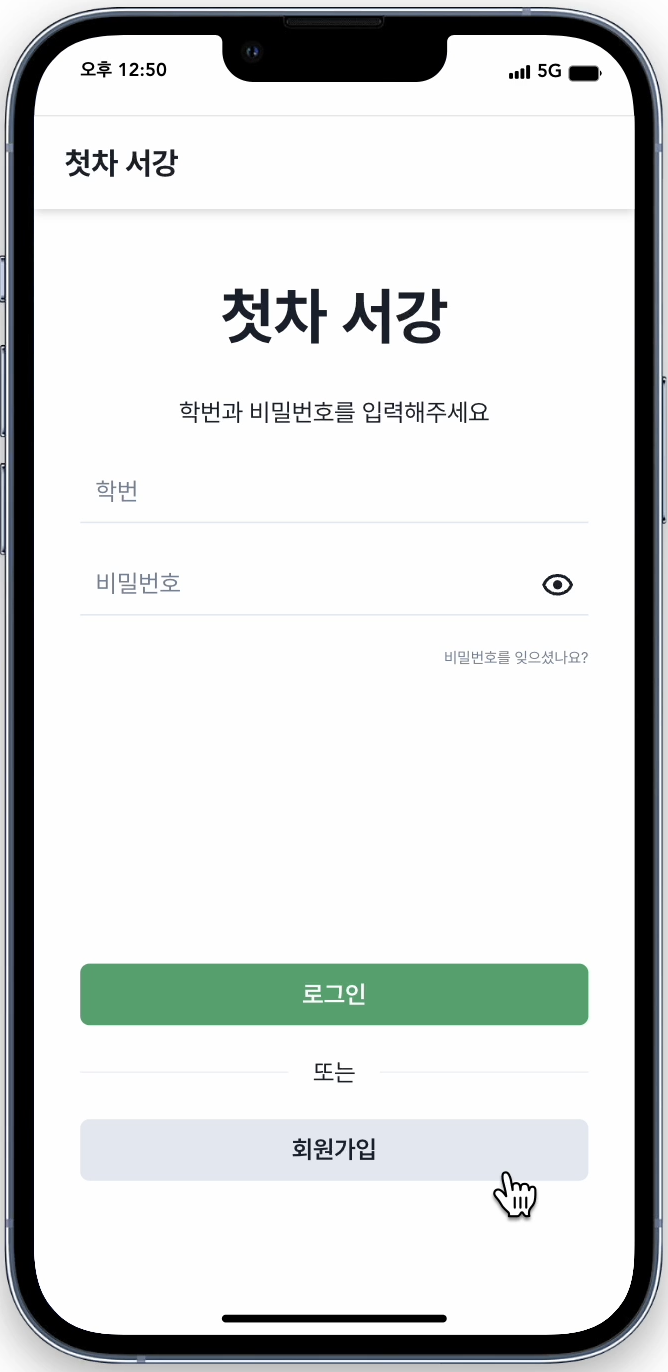 오후 12:50
5G
첫차 서강
첫차 서강
학번과 비밀번호를 입력해주세요
학번
비밀번호
비밀번호를 잊으셨나요?
로그인
또는
회원가입